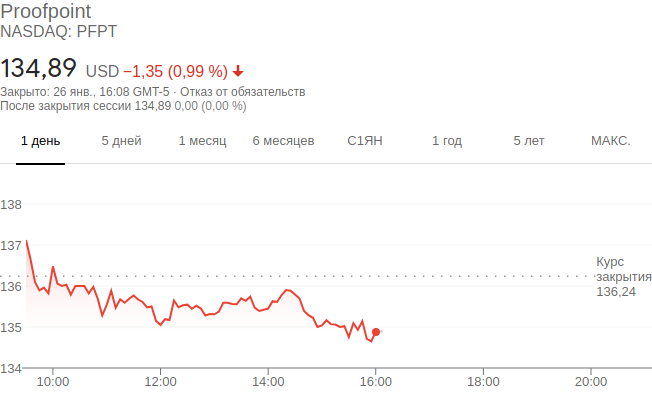 Proofpoint
NASDAQ: PFPT
134,89 USD −1,35 (0,99 %)
Закрыто: 26 янв., 16:08 GMT-5 · Отказ от обязательств
После закрытия сессии 134,89 0,00 (0,00 %)
1 день 5 дней 1 месяц 6 месяцев С1ЯН 1 год 5 лет МАКС.
138
137
Курс
закрытия
136,24
136
135
134
10:00 12:00 14:00 16:00 18:00 20:00